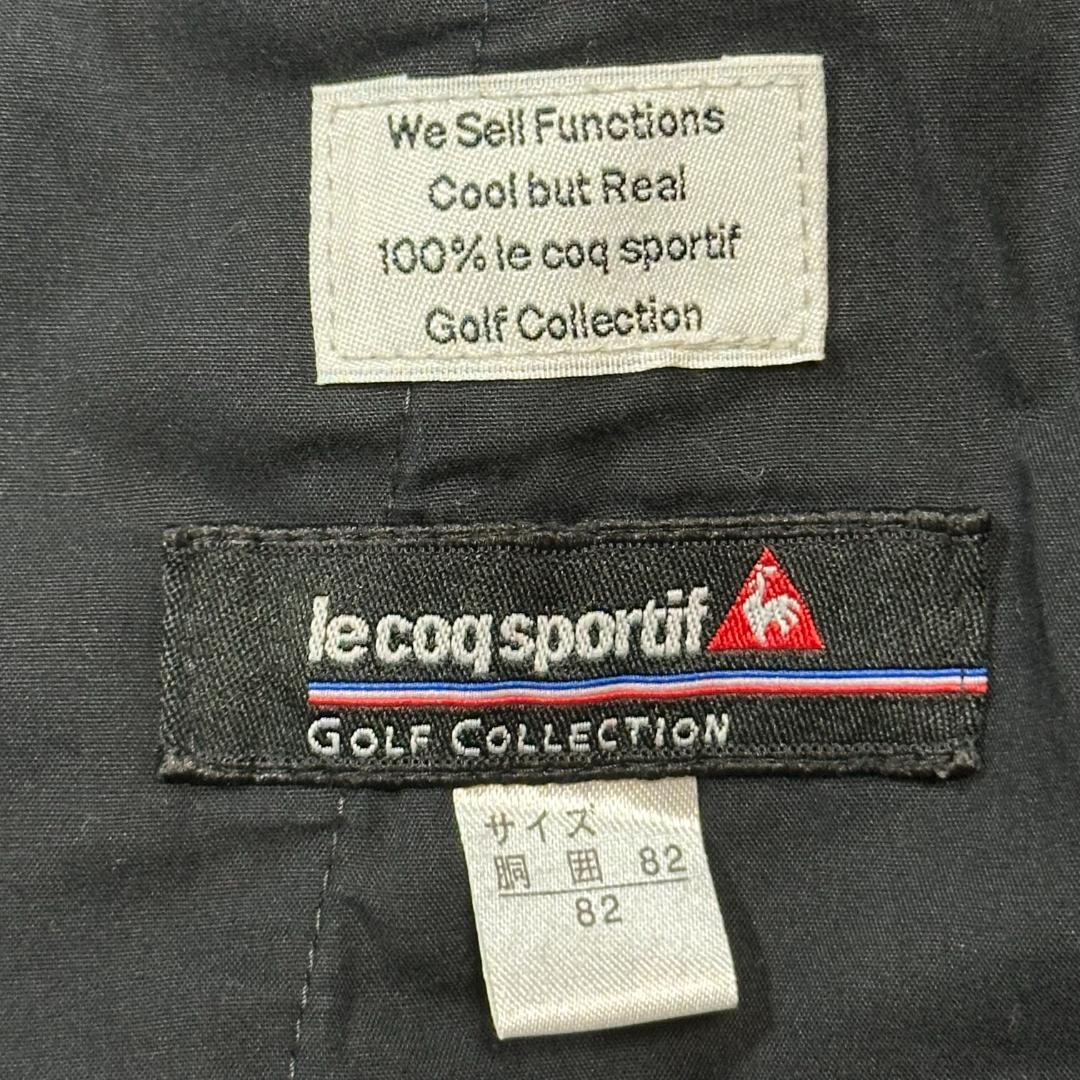 We Sell Functions
Cool but Real
100% le coq sportif
Golf Collection
le coq sportif
GOLF COLLECTION
サイズ
胴 囲 82
82